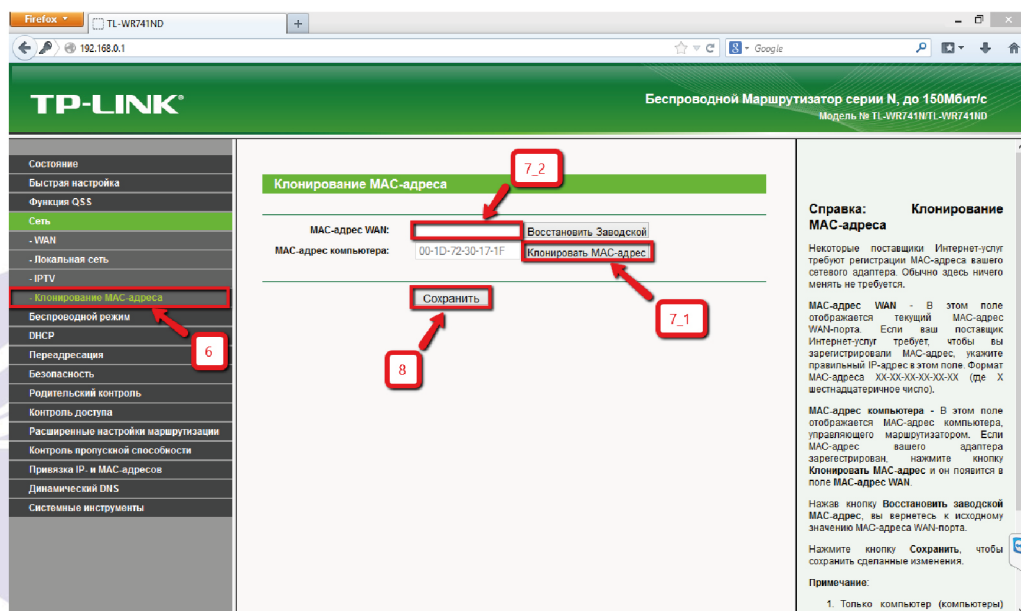 Firefox
TL-WR741ND
+
192.168.0.1
Google
TP-LINK®
Беспроводной Маршрутизатор серии N, до 150Мбит/с
Модель № TL-WR741N/TL-WR741ND
Состояние
Быстрая настройка
Функция QSS
Сеть
- WAN
- Локальная сеть
- IPTV
- Клонирование MAC-адреса
Беспроводной режим
DHCP
Переадресация
Безопасность
Родительский контроль
Контроль доступа
Расширенные настройки маршрутизации
Контроль пропускной способности
Привязка IP- и MAC-адресов
Динамический DNS
Системные инструменты
6
Клонирование MAC-адреса
7_2
MAC-адрес WAN:
Восстановить Заводской
MAC-адрес компьютера:
00-1D-72-30-17-1F
Клонировать MAC-адрес
Сохранить
7_1
8
Справка: Клонирование
MAC-адреса
Некоторые поставщики Интернет-услуг
требуют регистрации MAC-адреса вашего
сетевого адаптера. Обычно здесь ничего
менять не требуется.
MAC-адрес WAN - В этом поле
отображается текущий MAC-адрес
WAN-порта. Если ваш поставщик
Интернет-услуг требует, чтобы вы
зарегистрировали MAC-адрес, укажите
правильный IP-адрес в этом поле. Формат
MAC-адреса XX-XX-XX-XX-XX-XX (где X
шестнадцатеричное число).
MAC-адрес компьютера - В этом поле
отображается MAC-адрес компьютера,
управляющего маршрутизатором. Если
MAC-адрес вашего адаптера
зарегестрирован, нажмите кнопку
Клонировать MAC-адрес и он появится в
поле MAC-адрес WAN.
Нажав кнопку Восстановить заводской
MAC-адрес, вы вернетесь к исходному
значению MAC-адреса WAN-порта.
Нажмите кнопку Сохранить, чтобы
сохранить сделанные изменения.
Примечание:
1. Только компьютер (компьютеры)